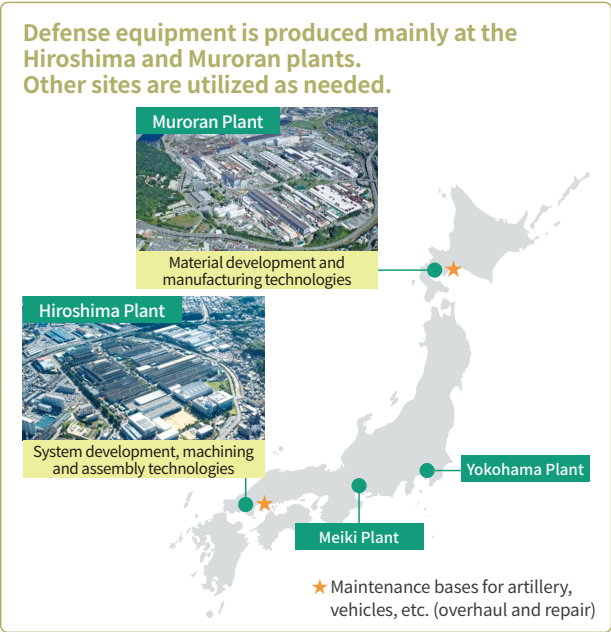 Defense equipment is produced mainly at the
Hiroshima and Muroran plants.
Other sites are utilized as needed.
Muroran Plant
Material development and
manufacturing technologies
Hiroshima Plant
System development, machining
and assembly technologies
Yokohama Plant
Meiki Plant
★ Maintenance bases for artillery,
vehicles, etc. (overhaul and repair)